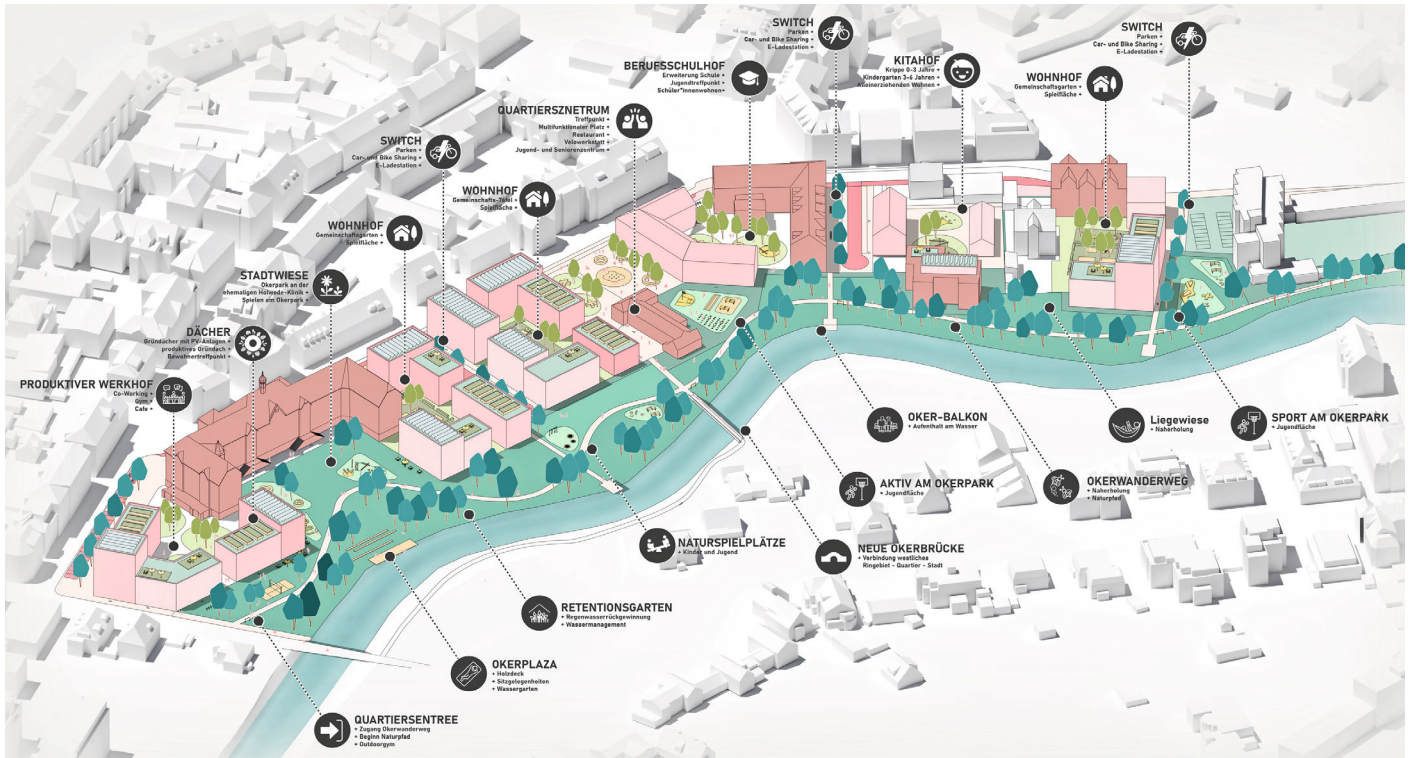 SWITCH
Parken +
Car- und Bike Sharing +
E-Ladestation +
SWITCH
Parken +
Car- und Bike Sharing +
E-Ladestation +
BERUESSCHULHOF
Erweiterung Schule +
Jugendtreffpunkt +
Schüler*innenwohnen+
KITAHOF
Krippe 0-3 Jahre +
Kindergarten 3-6 Jahren +
Alleinerziehenden Wohnen +
WOHNHOF
Gemeinschaftsgarten +
Spielfläche +
QUARTIERSZNETRUM
Treffpunkt +
Multifunktionaler Platz +
Restaurant +
Velowerkstatt +
Jugend- und Seniorenzentrum +
SWITCH
Parken +
Car- und Bike Sharing +
E-Ladestation +
WOHNHOF
Gemeinschafts-Tafel +
Spielfläche +
WOHNHOF
Gemeinschaftsgarten +
Spielfläche +
STADTWIESE
Okerpark an der
ehemaligen Holwede-Klinik +
Spielen am Okerpark +
DÄCHER
Gründächer mit PV-Anlagen +
produktives Gründach +
Bewohnertreffpunkt +
PRODUKTIVER WERKHOF
Co-Working +
Gym +
Cafe +
OKER-BALKON
+ Aufenthalt am Wasser
Liegewiese
+ Naherholung
SPORT AM OKERPARK
+ Jugendfläche
AKTIV AM OKERPARK
+ Jugendfläche
OKERWANDERWEG
+ Naherholung
+ Naturpfad
NATURSPIELPLÄTZE
+ Kinder und Jugend
NEUE OKERBRÜCKE
+ Verbindung westliches
Ringebiet - Quartier - Stadt
RETENTIONSGARTEN
+ Regenwasserrückgewinnung
+ Wassermanagement
OKERPLAZA
+ Holzdeck
+ Sitzgelegenheiten
+ Wassergarten
QUARTIERSENTREE
+ Zugang Okerwanderweg
+ Beginn Naturpfad
+ Outdoorgym